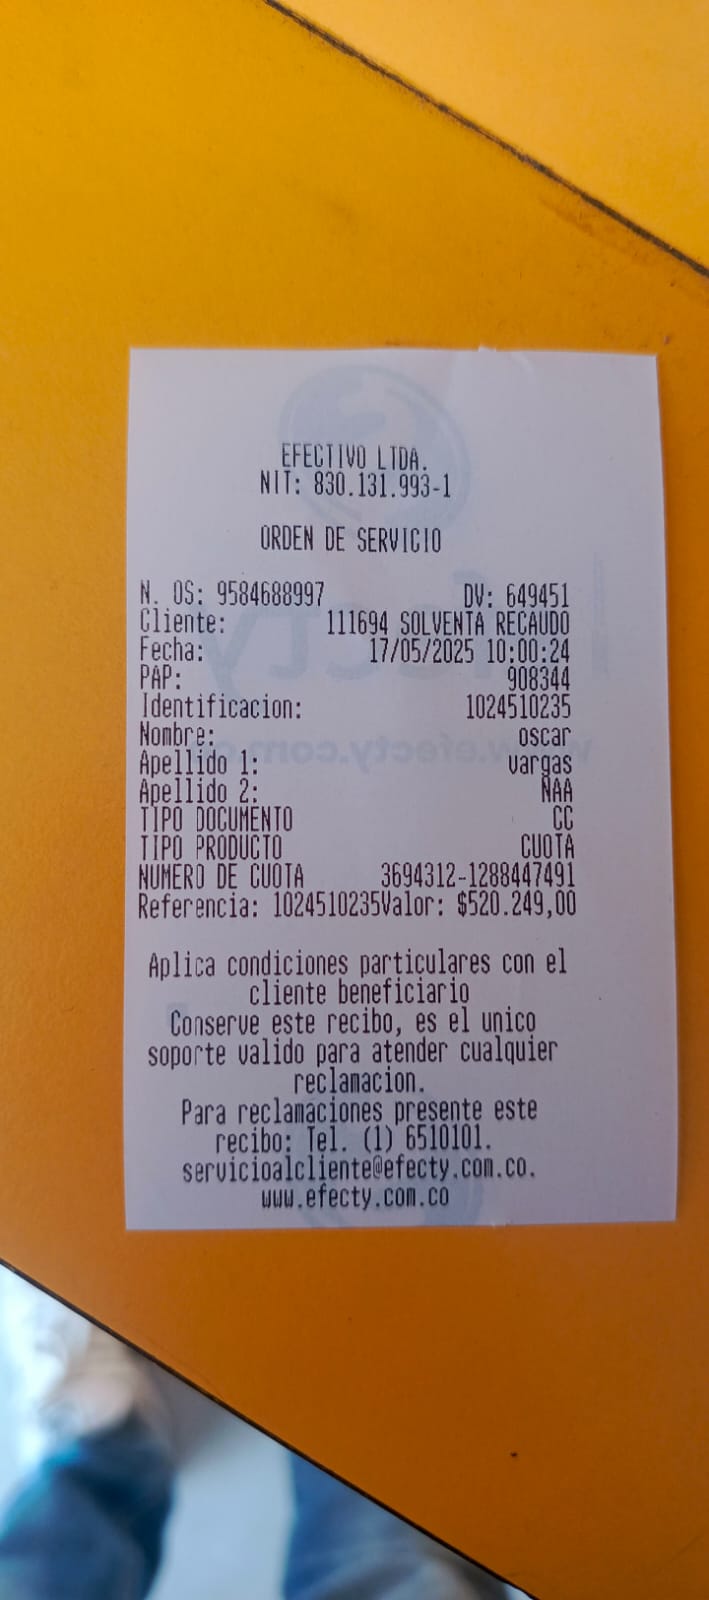 EFECTIVO LTDA.
NIT: 830.131.993-1
ORDEN DE SERVICIO
N. OS: 9584688997 DV: 649451
Cliente: 111694 SOLVENTA RECAUDO
Fecha: 17/05/2025 10:00:24
PAP: 908344
Identificacion: 1024510235
Nombre: oscar
Apellido 1: vargas
Apellido 2: NAA
TIPO DOCUMENTO CC
TIPO PRODUCTO CUOTA
NUMERO DE CUOTA 3694312-1288447491
Referencia: 1024510235Valor: $520.249,00
Aplica condiciones particulares con el
cliente beneficiario
Conserve este recibo, es el unico
soporte valido para atender cualquier
reclamacion.
Para reclamaciones presente este
recibo: Tel. (1) 6510101.
servicioalcliente@efecty.com.co.
www.efecty.com.co